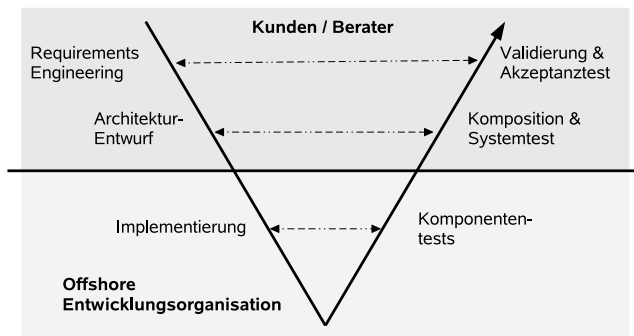 Kunden / Berater
Requirements
Engineering
Validierung &
Akzeptanztest
Architektur-
Entwurf
Komposition &
Systemtest
Implementierung
Komponenten-
tests
Offshore
Entwicklungsorganisation